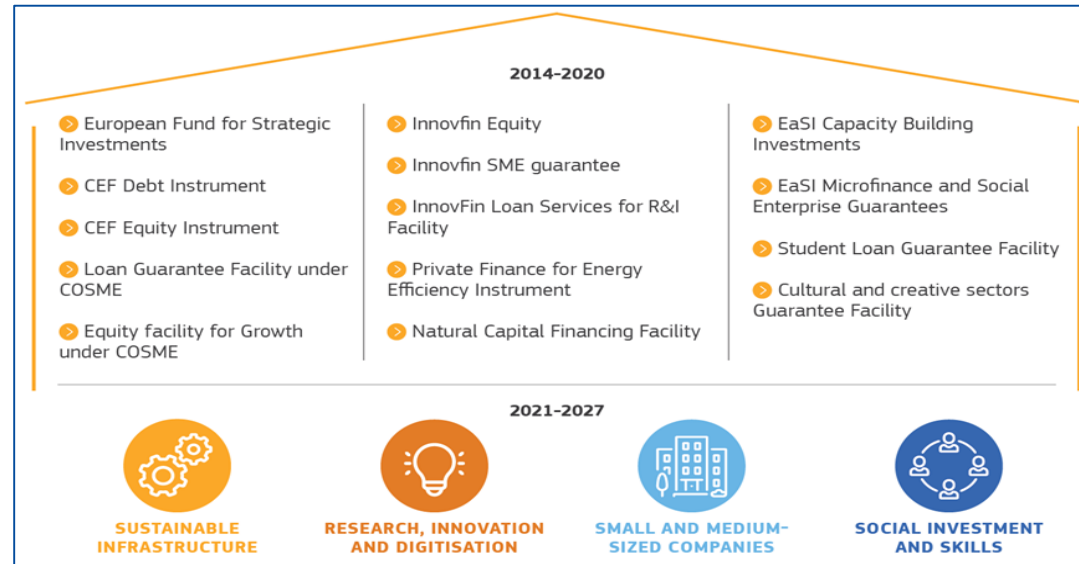 2014-2020
European Fund for Strategic
Investments
CEF Debt Instrument
CEF Equity Instrument
Loan Guarantee Facility under
COSME
Equity facility for Growth
under COSME
Innovfin Equity
Innovfin SME guarantee
InnovFin Loan Services for R&I
Facility
Private Finance for Energy
Efficiency Instrument
Natural Capital Financing Facility
EaSI Capacity Building
Investments
EaSI Microfinance and Social
Enterprise Guarantees
Student Loan Guarantee Facility
Cultural and creative sectors
Guarantee Facility
2021-2027
SUSTAINABLE
INFRASTRUCTURE
RESEARCH, INNOVATION
AND DIGITISATION
SMALL AND MEDIUM-
SIZED COMPANIES
SOCIAL INVESTMENT
AND SKILLS